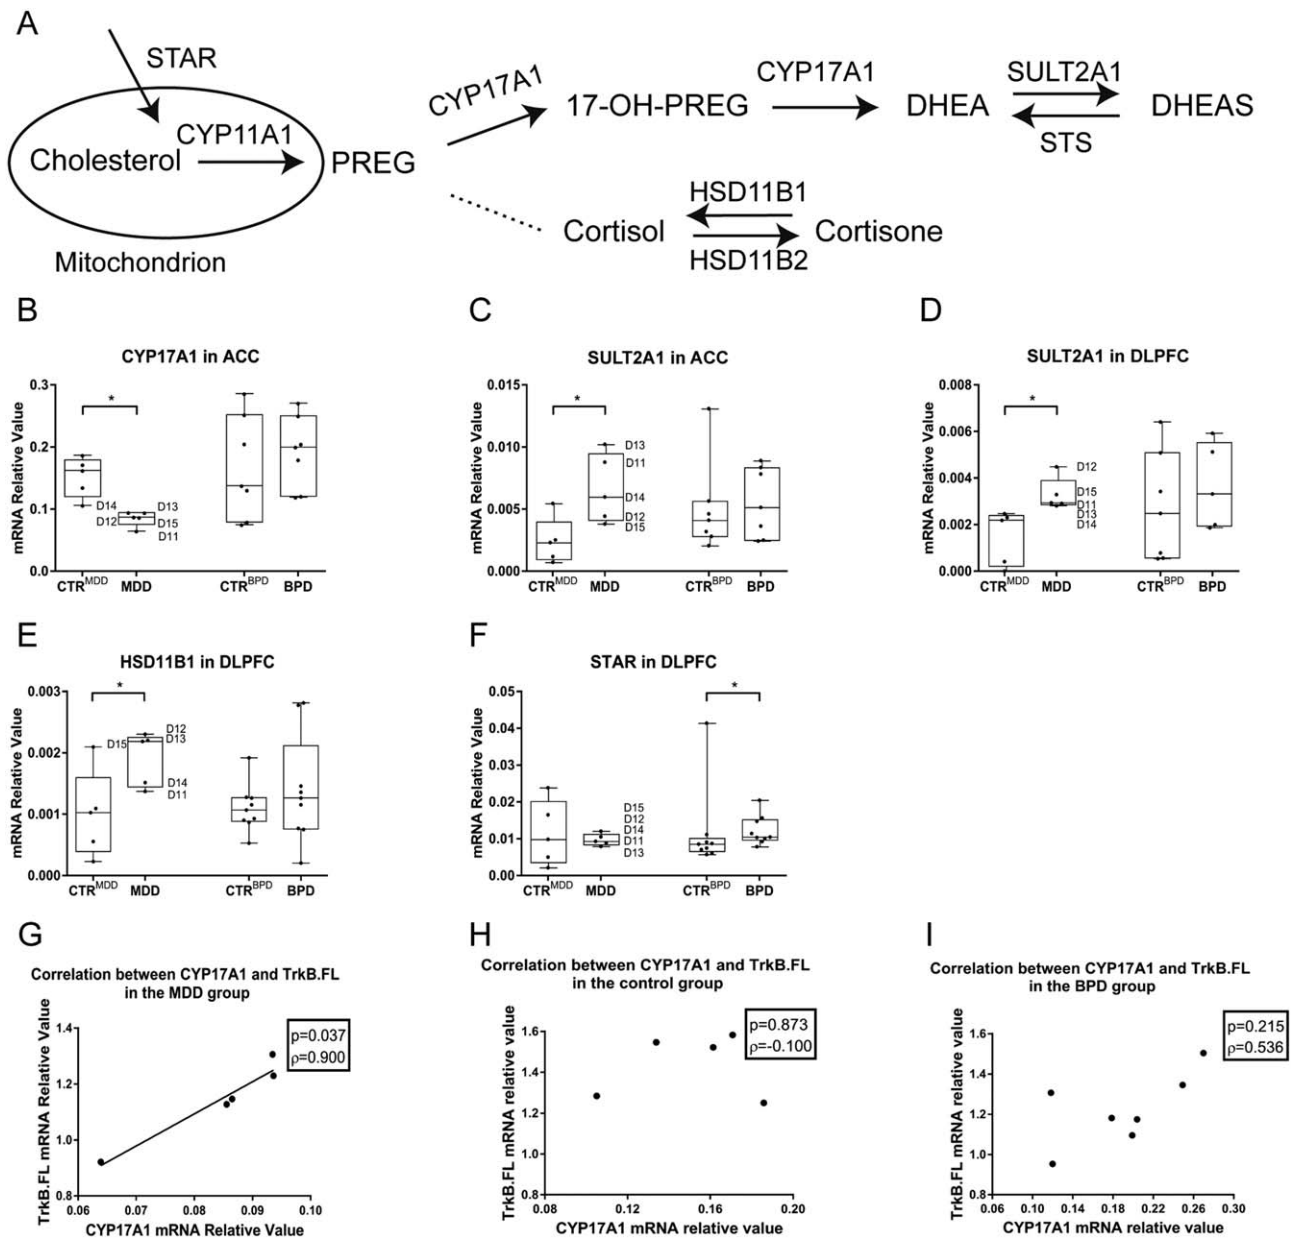 A
STAR
CYP11A1
Cholesterol
PREG
Mitochondrion
CYP17A1
17-OH-PREG
CYP17A1
DHEA
SULT2A1
STS
DHEAS
HSD11B1
Cortisol
Cortisone
HSD11B2
B
CYP17A1 in ACC
mRNA Relative Value
0.3
0.2
0.1
0.0
*
D14
D12
D13
D15
D11
CTR^MDD MDD CTR^BPD BPD
C
SULT2A1 in ACC
mRNA Relative Value
0.015
0.010
0.005
0.000
*
D13
D11
D14
D12
D15
CTR^MDD MDD CTR^BPD BPD
D
SULT2A1 in DLPFC
mRNA Relative Value
0.008
0.006
0.004
0.002
0.000
*
D12
D15
D11
D13
D14
CTR^MDD MDD CTR^BPD BPD
E
HSD11B1 in DLPFC
mRNA Relative Value
0.003
0.002
0.001
0.000
*
D15
D12
D13
D14
D11
CTR^MDD MDD CTR^BPD BPD
F
STAR in DLPFC
mRNA Relative Value
0.05
0.04
0.03
0.02
0.01
0.00
*
D15
D12
D14
D11
D13
CTR^MDD MDD CTR^BPD BPD
G
Correlation between CYP17A1 and TrkB.FL
in the MDD group
TrkB.FL mRNA Relative Value
1.4
1.2
1.0
0.8
p=0.037
ρ=0.900
0.06 0.07 0.08 0.09 0.10
CYP17A1 mRNA Relative Value
H
Correlation between CYP17A1 and TrkB.FL
in the control group
TrkB.FL mRNA relative value
1.6
1.4
1.2
1.0
0.8
p=0.873
ρ=-0.100
0.08 0.12 0.16 0.20
CYP17A1 mRNA relative value
I
Correlation between CYP17A1 and TrkB.FL
in the BPD group
TrkB.FL mRNA relative value
1.6
1.4
1.2
1.0
0.8
p=0.215
ρ=0.536
0.06 0.10 0.14 0.18 0.22 0.26 0.30
CYP17A1 mRNA relative value